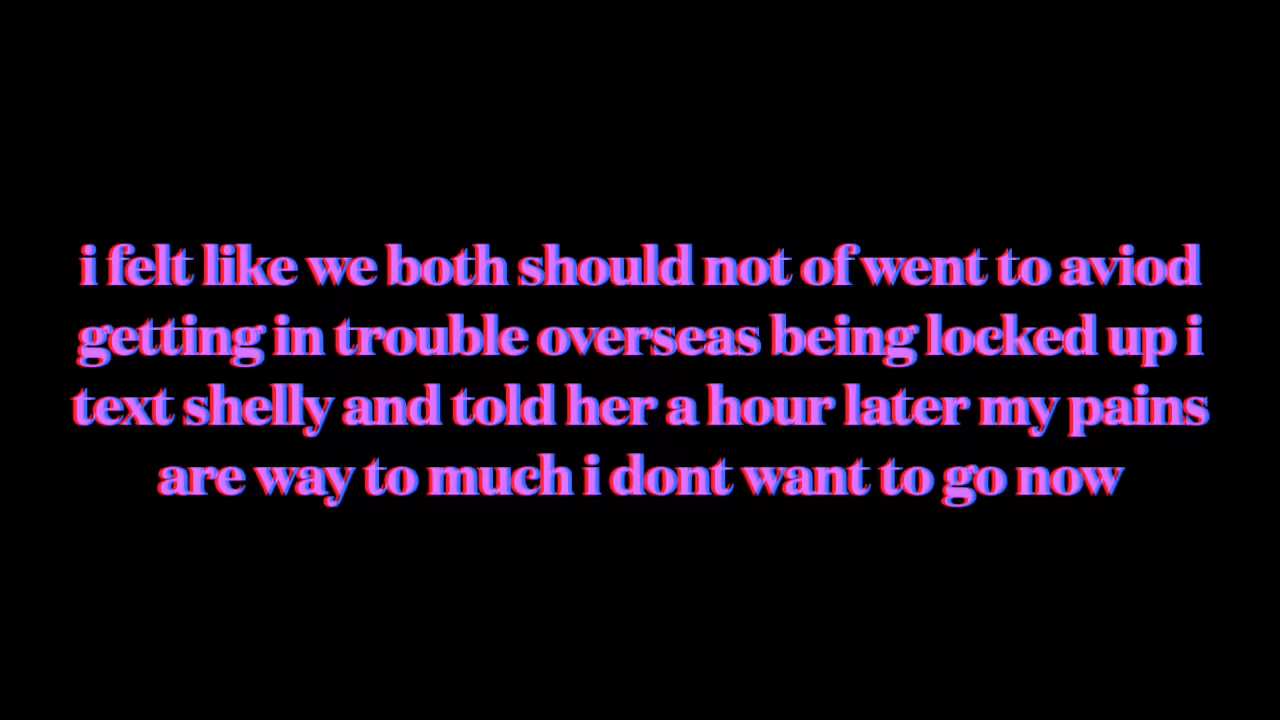 i felt like we both should not of went to aviod
getting in trouble overseas being locked up i
text shelly and told her a hour later my pains
are way to much i dont want to go now